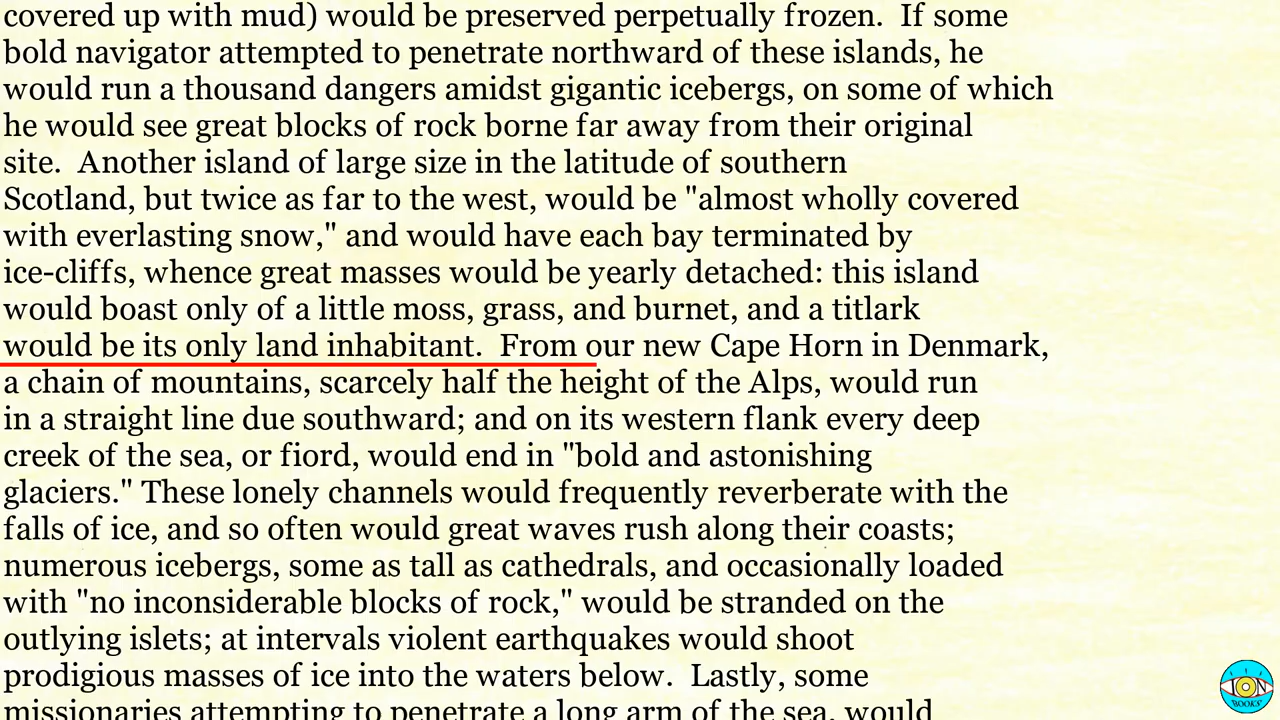 covered up with mud) would be preserved perpetually frozen.  If some
bold navigator attempted to penetrate northward of these islands, he
would run a thousand dangers amidst gigantic icebergs, on some of which
he would see great blocks of rock borne far away from their original
site.  Another island of large size in the latitude of southern
Scotland, but twice as far to the west, would be "almost wholly covered
with everlasting snow," and would have each bay terminated by
ice-cliffs, whence great masses would be yearly detached: this island
would boast only of a little moss, grass, and burnet, and a titlark
would be its only land inhabitant.  From our new Cape Horn in Denmark,
a chain of mountains, scarcely half the height of the Alps, would run
in a straight line due southward; and on its western flank every deep
creek of the sea, or fiord, would end in "bold and astonishing
glaciers." These lonely channels would frequently reverberate with the
falls of ice, and so often would great waves rush along their coasts;
numerous icebergs, some as tall as cathedrals, and occasionally loaded
with "no inconsiderable blocks of rock," would be stranded on the
outlying islets; at intervals violent earthquakes would shoot
prodigious masses of ice into the waters below.  Lastly, some
missionaries attempting to penetrate a long arm of the sea, would
ION
BOOKS